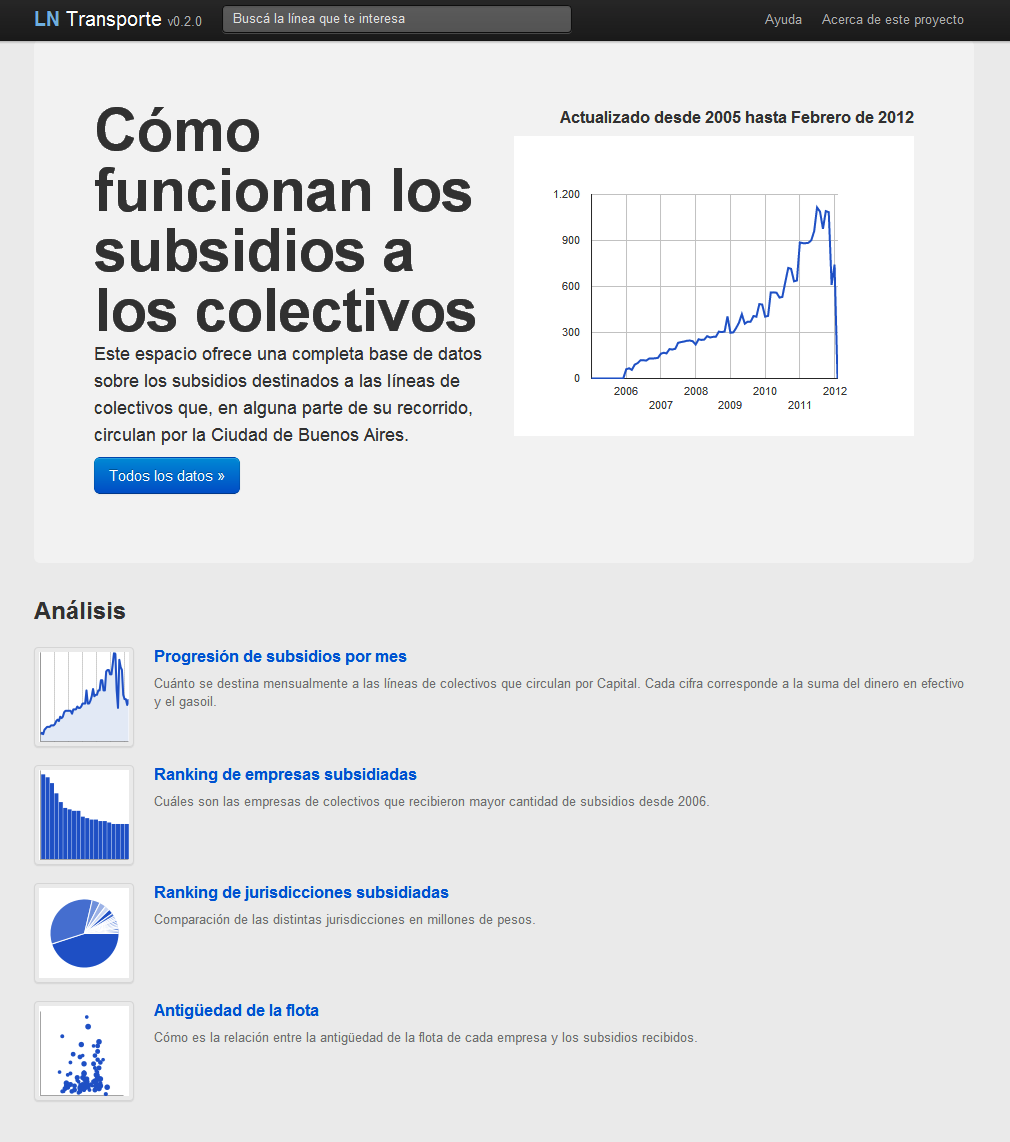 LN Transporte v0.2.0
Buscá la línea que te interesa
Ayuda
Acerca de este proyecto
Cómo
funcionan los
subsidios a
los colectivos
Este espacio ofrece una completa base de datos
sobre los subsidios destinados a las líneas de
colectivos que, en alguna parte de su recorrido,
circulan por la Ciudad de Buenos Aires.
Todos los datos »
Actualizado desde 2005 hasta Febrero de 2012
1.200
900
600
300
0
2006
2007
2008
2009
2010
2011
2012
Análisis
Progresión de subsidios por mes
Cuánto se destina mensualmente a las líneas de colectivos que circulan por Capital. Cada cifra corresponde a la suma del dinero en efectivo
y el gasoil.
Ranking de empresas subsidiadas
Cuáles son las empresas de colectivos que recibieron mayor cantidad de subsidios desde 2006.
Ranking de jurisdicciones subsidiadas
Comparación de las distintas jurisdicciones en millones de pesos.
Antigüedad de la flota
Cómo es la relación entre la antigüedad de la flota de cada empresa y los subsidios recibidos.